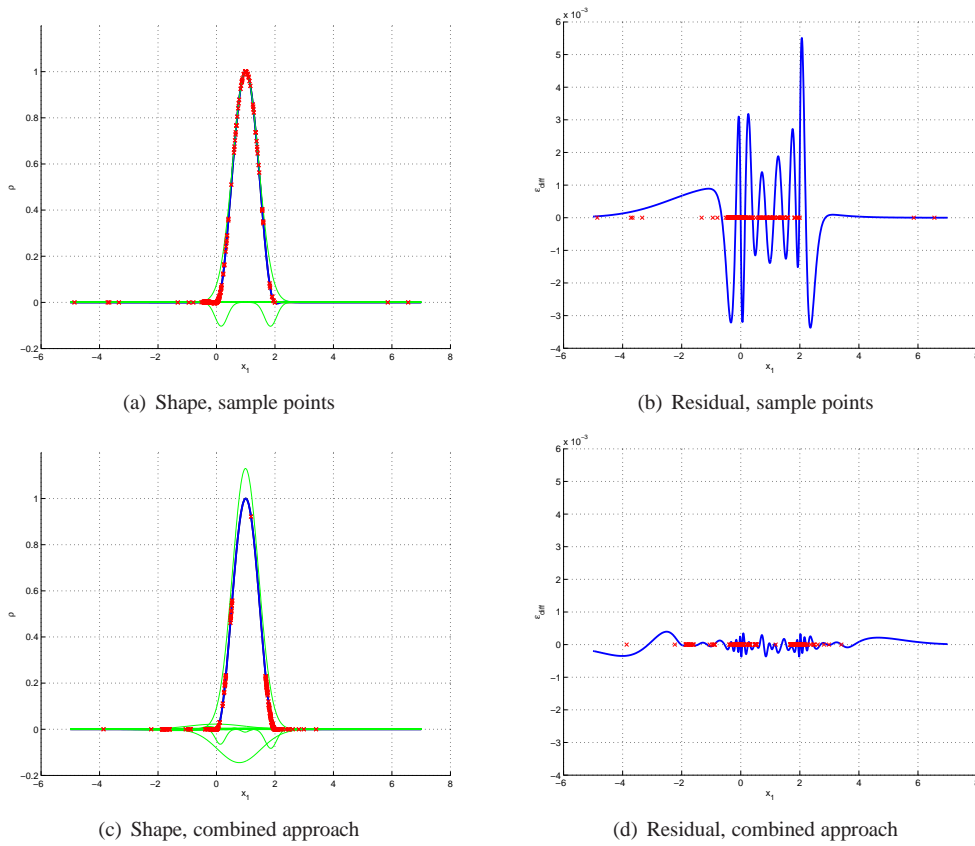 1
0.8
0.6
0.4
0.2
0
−0.2
ρ
−6 −4 −2 0 2 4 6 8
x1
(a) Shape, sample points
x 10−3
6
5
4
3
2
1
0
−1
−2
−3
−4
εdiff
−6 −4 −2 0 2 4 6 8
x1
(b) Residual, sample points
1
0.8
0.6
0.4
0.2
0
−0.2
ρ
−6 −4 −2 0 2 4 6 8
x1
(c) Shape, combined approach
x 10−3
6
5
4
3
2
1
0
−1
−2
−3
−4
εdiff
−6 −4 −2 0 2 4 6 8
x1
(d) Residual, combined approach